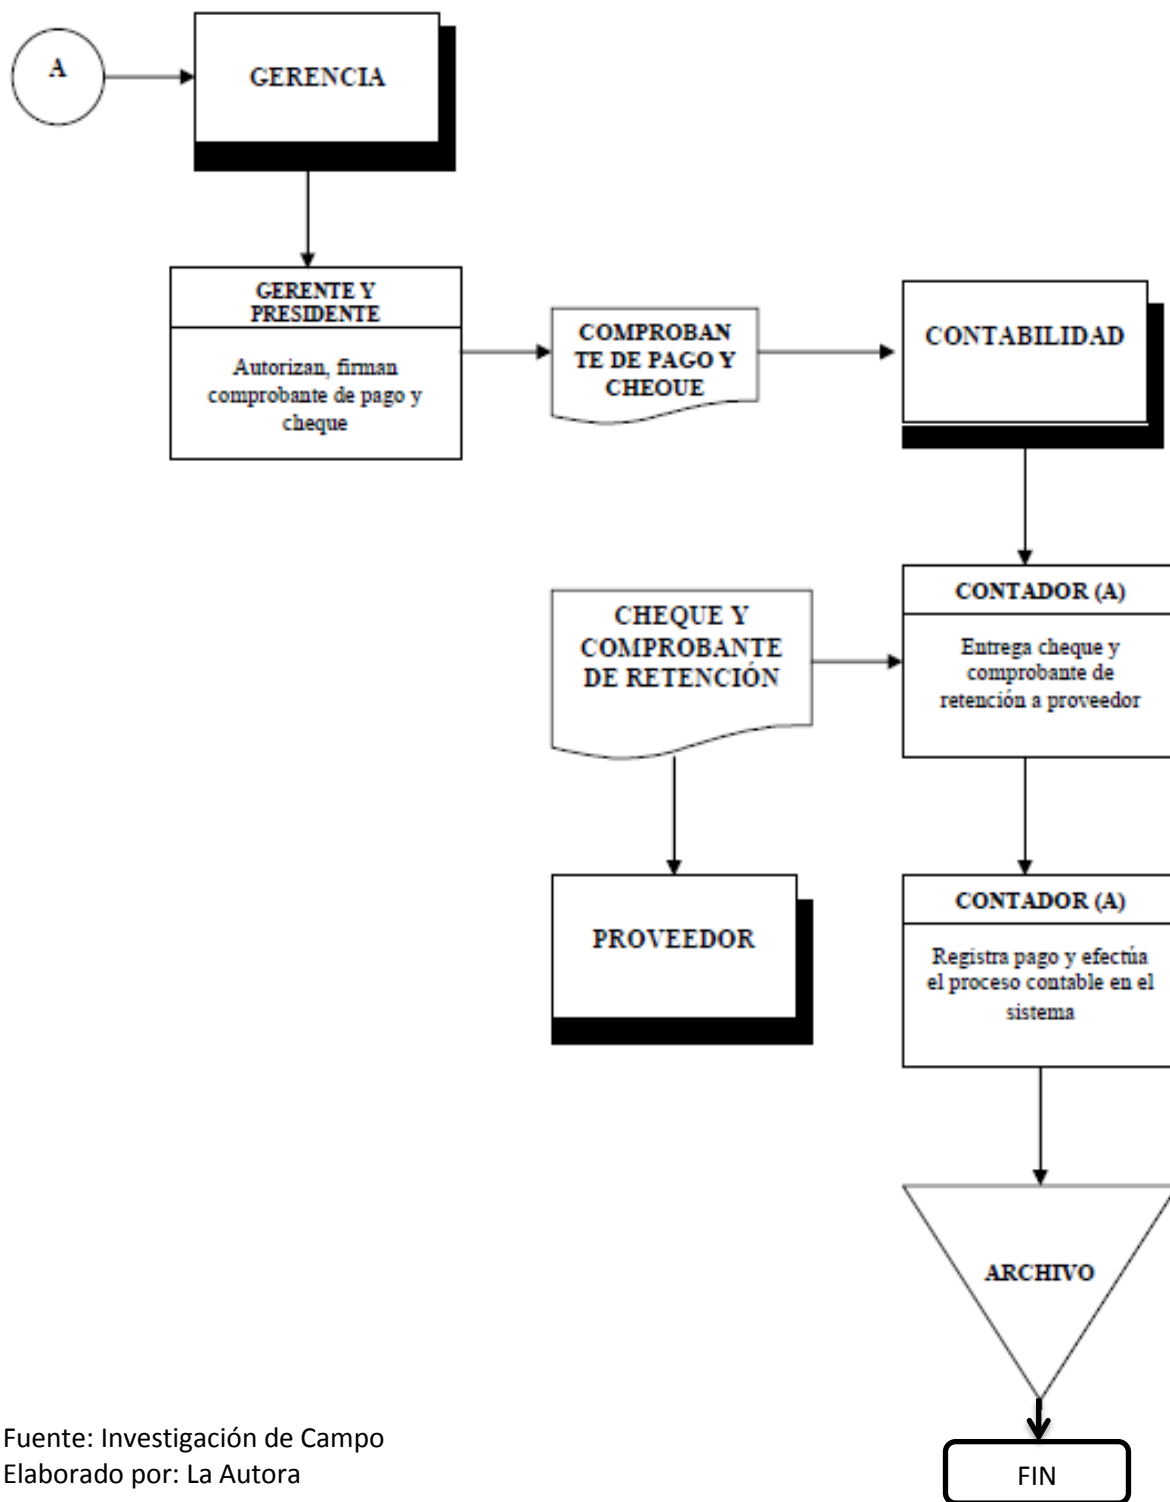 A
GERENCIA
GERENTE Y
PRESIDENTE
Autorizan, firman
comprobante de pago y
cheque
COMPROBAN
TE DE PAGO Y
CHEQUE
CONTABILIDAD
CHEQUE Y
COMPROBANTE
DE RETENCIÓN
CONTADOR (A)
Entrega cheque y
comprobante de
retención a proveedor
PROVEEDOR
CONTADOR (A)
Registra pago y efectúa
el proceso contable en el
sistema
ARCHIVO
FIN
Fuente: Investigación de Campo
Elaborado por: La Autora